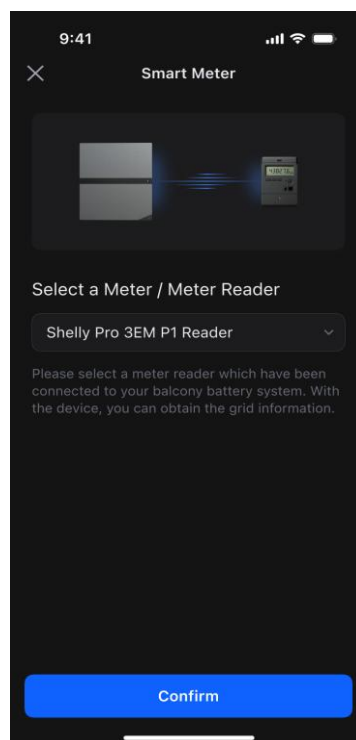 9:41
Smart Meter
Select a Meter / Meter Reader
Shelly Pro 3EM P1 Reader
Please select a meter reader which have been
connected to your balcony battery system. With
the device, you can obtain the grid information.
Confirm